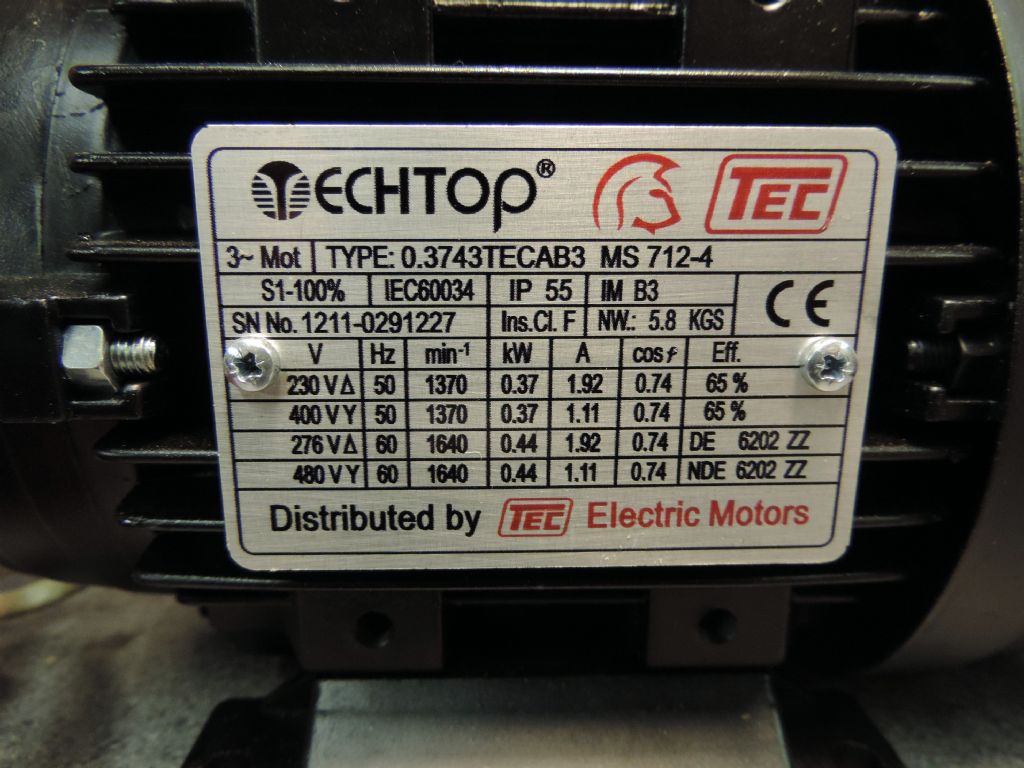 TECHTOP® TEC
3~ Mot TYPE: 0.3743TECAB3 MS 712-4
S1-100% IEC60034 IP 55 IM B3 CE
SN No. 1211-0291227 Ins.Cl. F NW.: 5.8 KGS
V Hz min-¹ kW A cos f Eff.
230 V Δ 50 1370 0.37 1.92 0.74 65 %
400 V Y 50 1370 0.37 1.11 0.74 65 %
276 V Δ 60 1640 0.44 1.92 0.74 DE 6202 ZZ
480 V Y 60 1640 0.44 1.11 0.74 NDE 6202 ZZ
Distributed by TEC Electric Motors